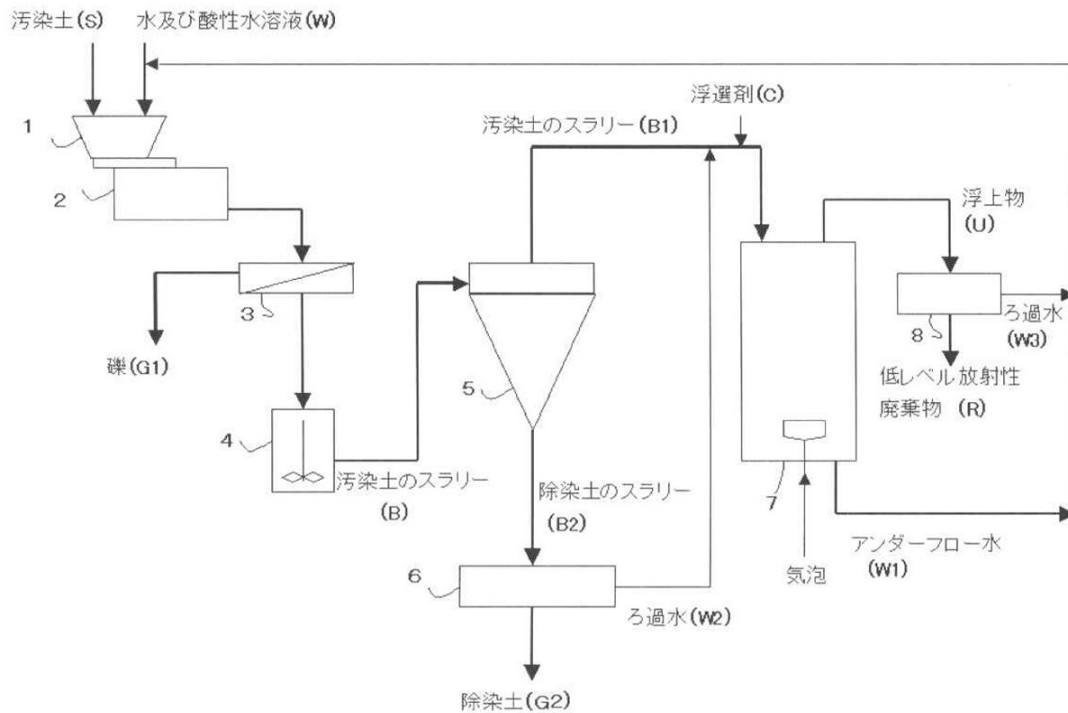 汚染土(S)
水及び酸性水溶液(W)
浮選剤(C)
汚染土のスラリー(B1)
1
2
浮上物
(U)
3
礫(G1)
5
8
ろ過水
(W3)
低レベル放射性
廃棄物 (R)
4
汚染土のスラリー
(B)
除染土のスラリー
(B2)
7
アンダーフロー水
(W1)
気泡
6
ろ過水(W2)
除染土(G2)